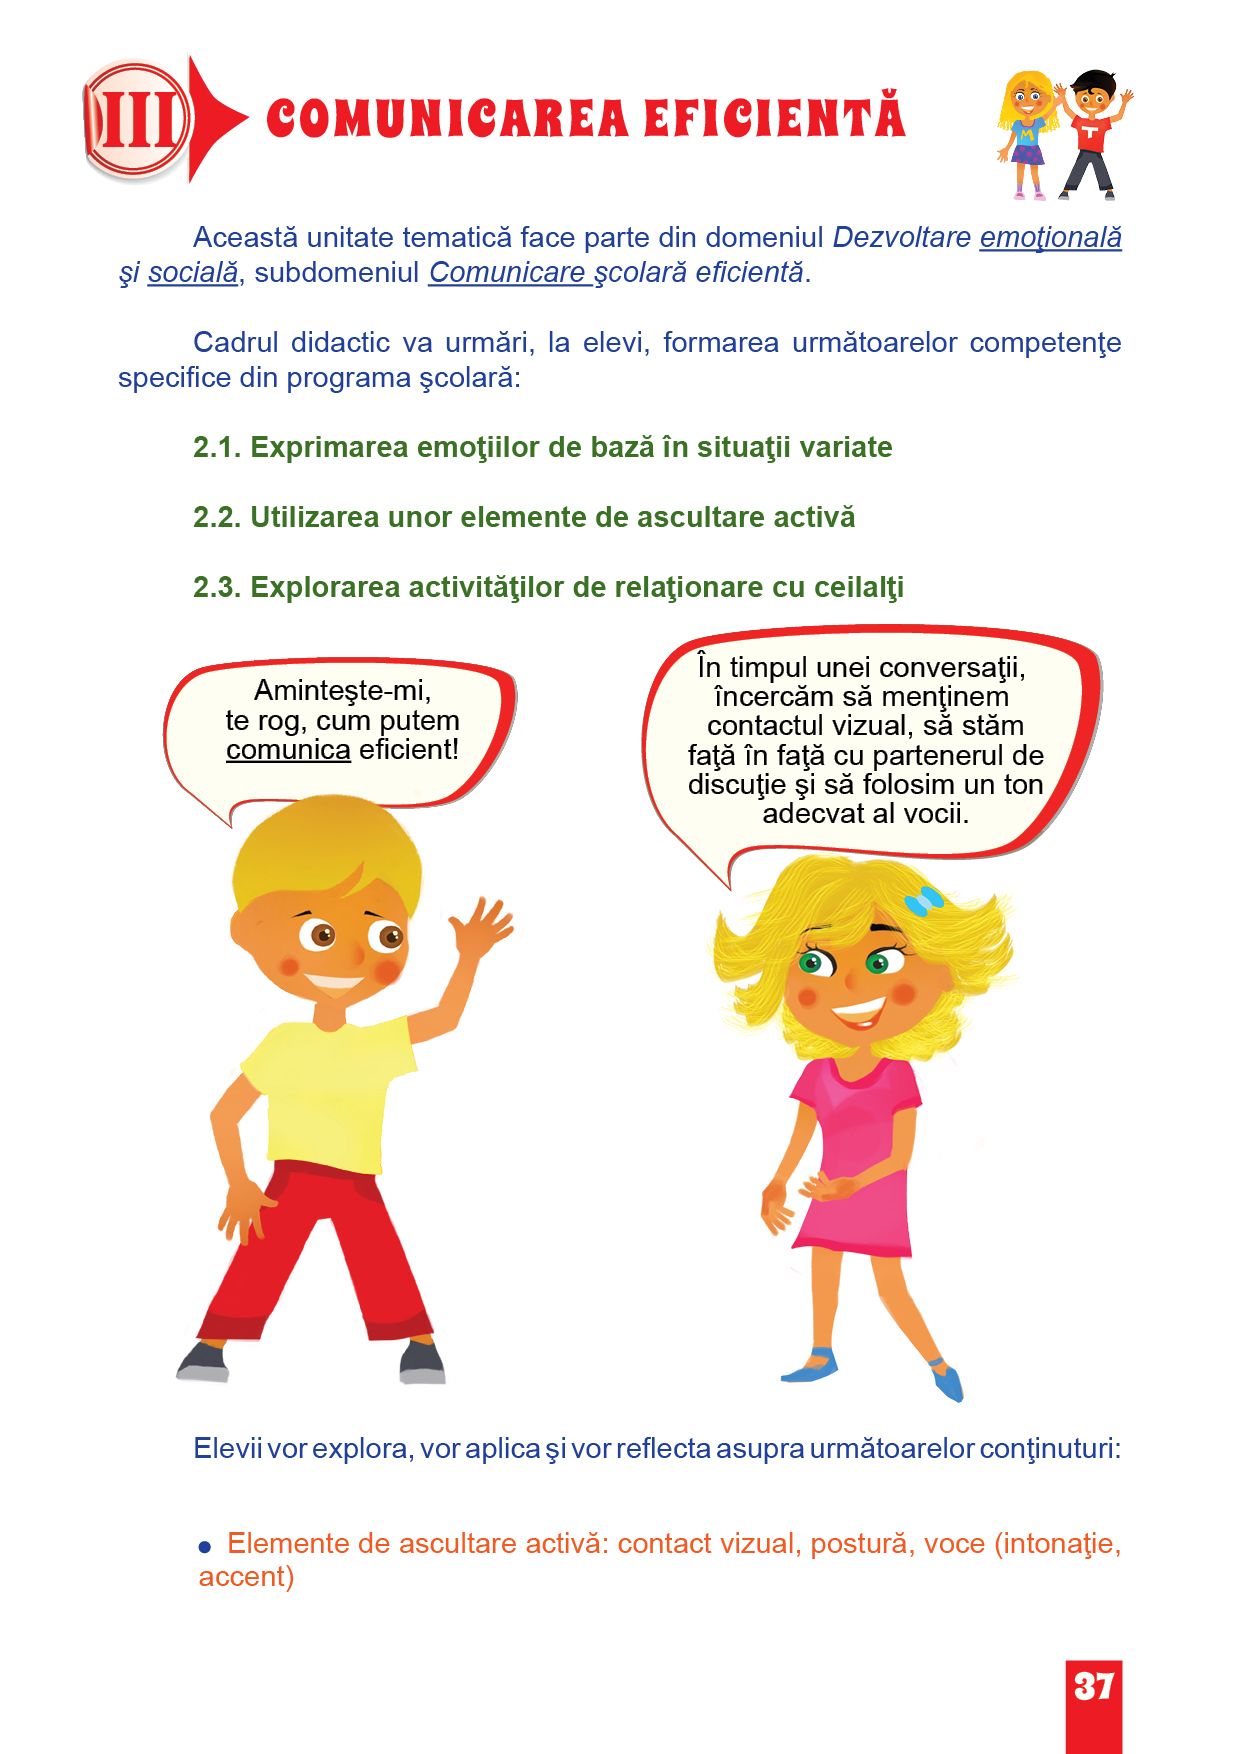 III
COMUNICAREA EFICIENTĂ
M
T
Această unitate tematică face parte din domeniul Dezvoltare emoţională
şi socială, subdomeniul Comunicare şcolară eficientă.
Cadrul didactic va urmări, la elevi, formarea următoarelor competenţe
specifice din programa şcolară:
2.1. Exprimarea emoţiilor de bază în situaţii variate
2.2. Utilizarea unor elemente de ascultare activă
2.3. Explorarea activităţilor de relaţionare cu ceilalţi
Aminteşte-mi,
te rog, cum putem
comunica eficient!
În timpul unei conversaţii,
încercăm să menţinem
contactul vizual, să stăm
faţă în faţă cu partenerul de
discuţie şi să folosim un ton
adecvat al vocii.
Elevii vor explora, vor aplica şi vor reflecta asupra următoarelor conţinuturi:
• Elemente de ascultare activă: contact vizual, postură, voce (intonaţie,
accent)
37